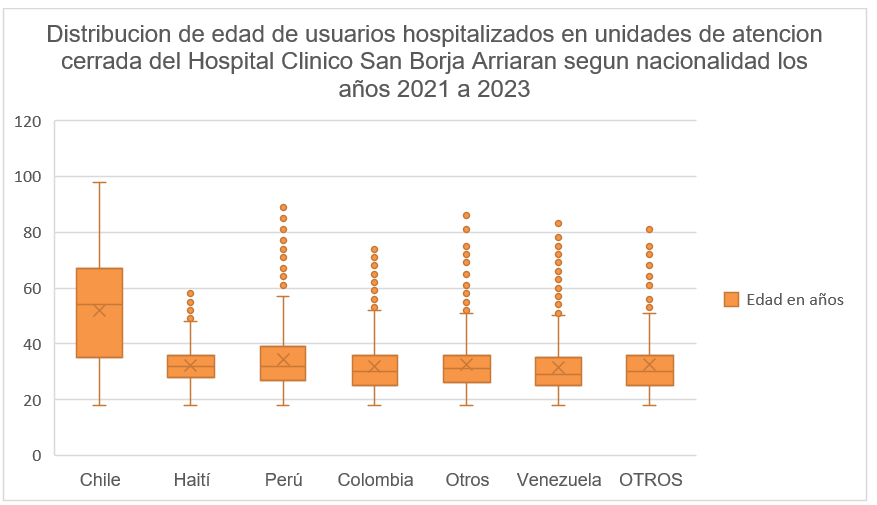 Distribucion de edad de usuarios hospitalizados en unidades de atencion
cerrada del Hospital Clinico San Borja Arriaran segun nacionalidad los
años 2021 a 2023
120
100
80
60
40
20
0
Chile Haití Perú Colombia Otros Venezuela OTROS
Edad en años